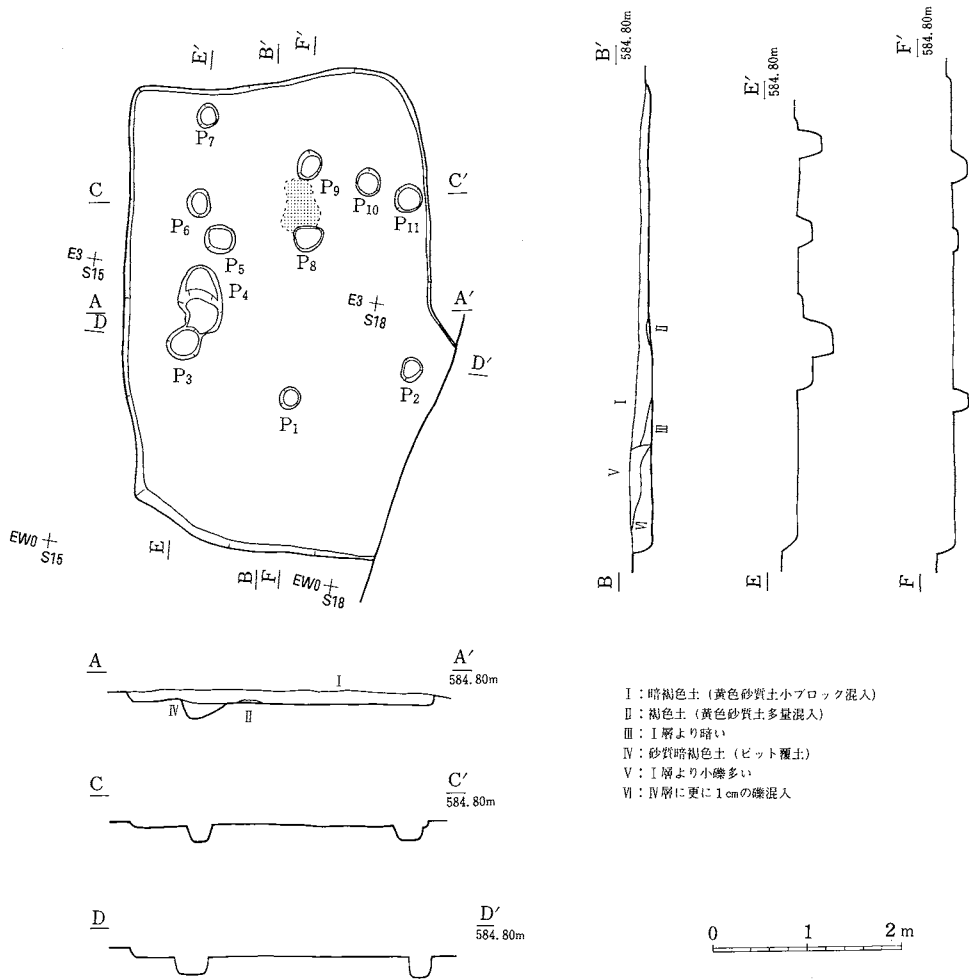 E′
B′
F′
P₇
C
P₉
P₁₀
C′
P₆
P₁₁
P₅
P₈
E3
S15
P₄
E3
S18
A
D
A′
P₃
D′
P₂
P₁
EW0
S15
E
B
F
EW0
S18
B′
584.80m
E′
584.80m
F′
584.80m
Ⅱ
Ⅰ
Ⅲ
Ⅴ
Ⅵ
B
E
F
A
Ⅰ
A′
584.80m
Ⅳ
Ⅱ
C
C′
584.80m
D
D′
584.80m
Ⅰ：暗褐色土（黄色砂質土小ブロック混入）
Ⅱ：褐色土（黄色砂質土多量混入）
Ⅲ：Ⅰ層より暗い
Ⅳ：砂質暗褐色土（ピット覆土）
Ⅴ：Ⅰ層より小礫多い
Ⅵ：Ⅳ層に更に1cmの礫混入
0 1 2m